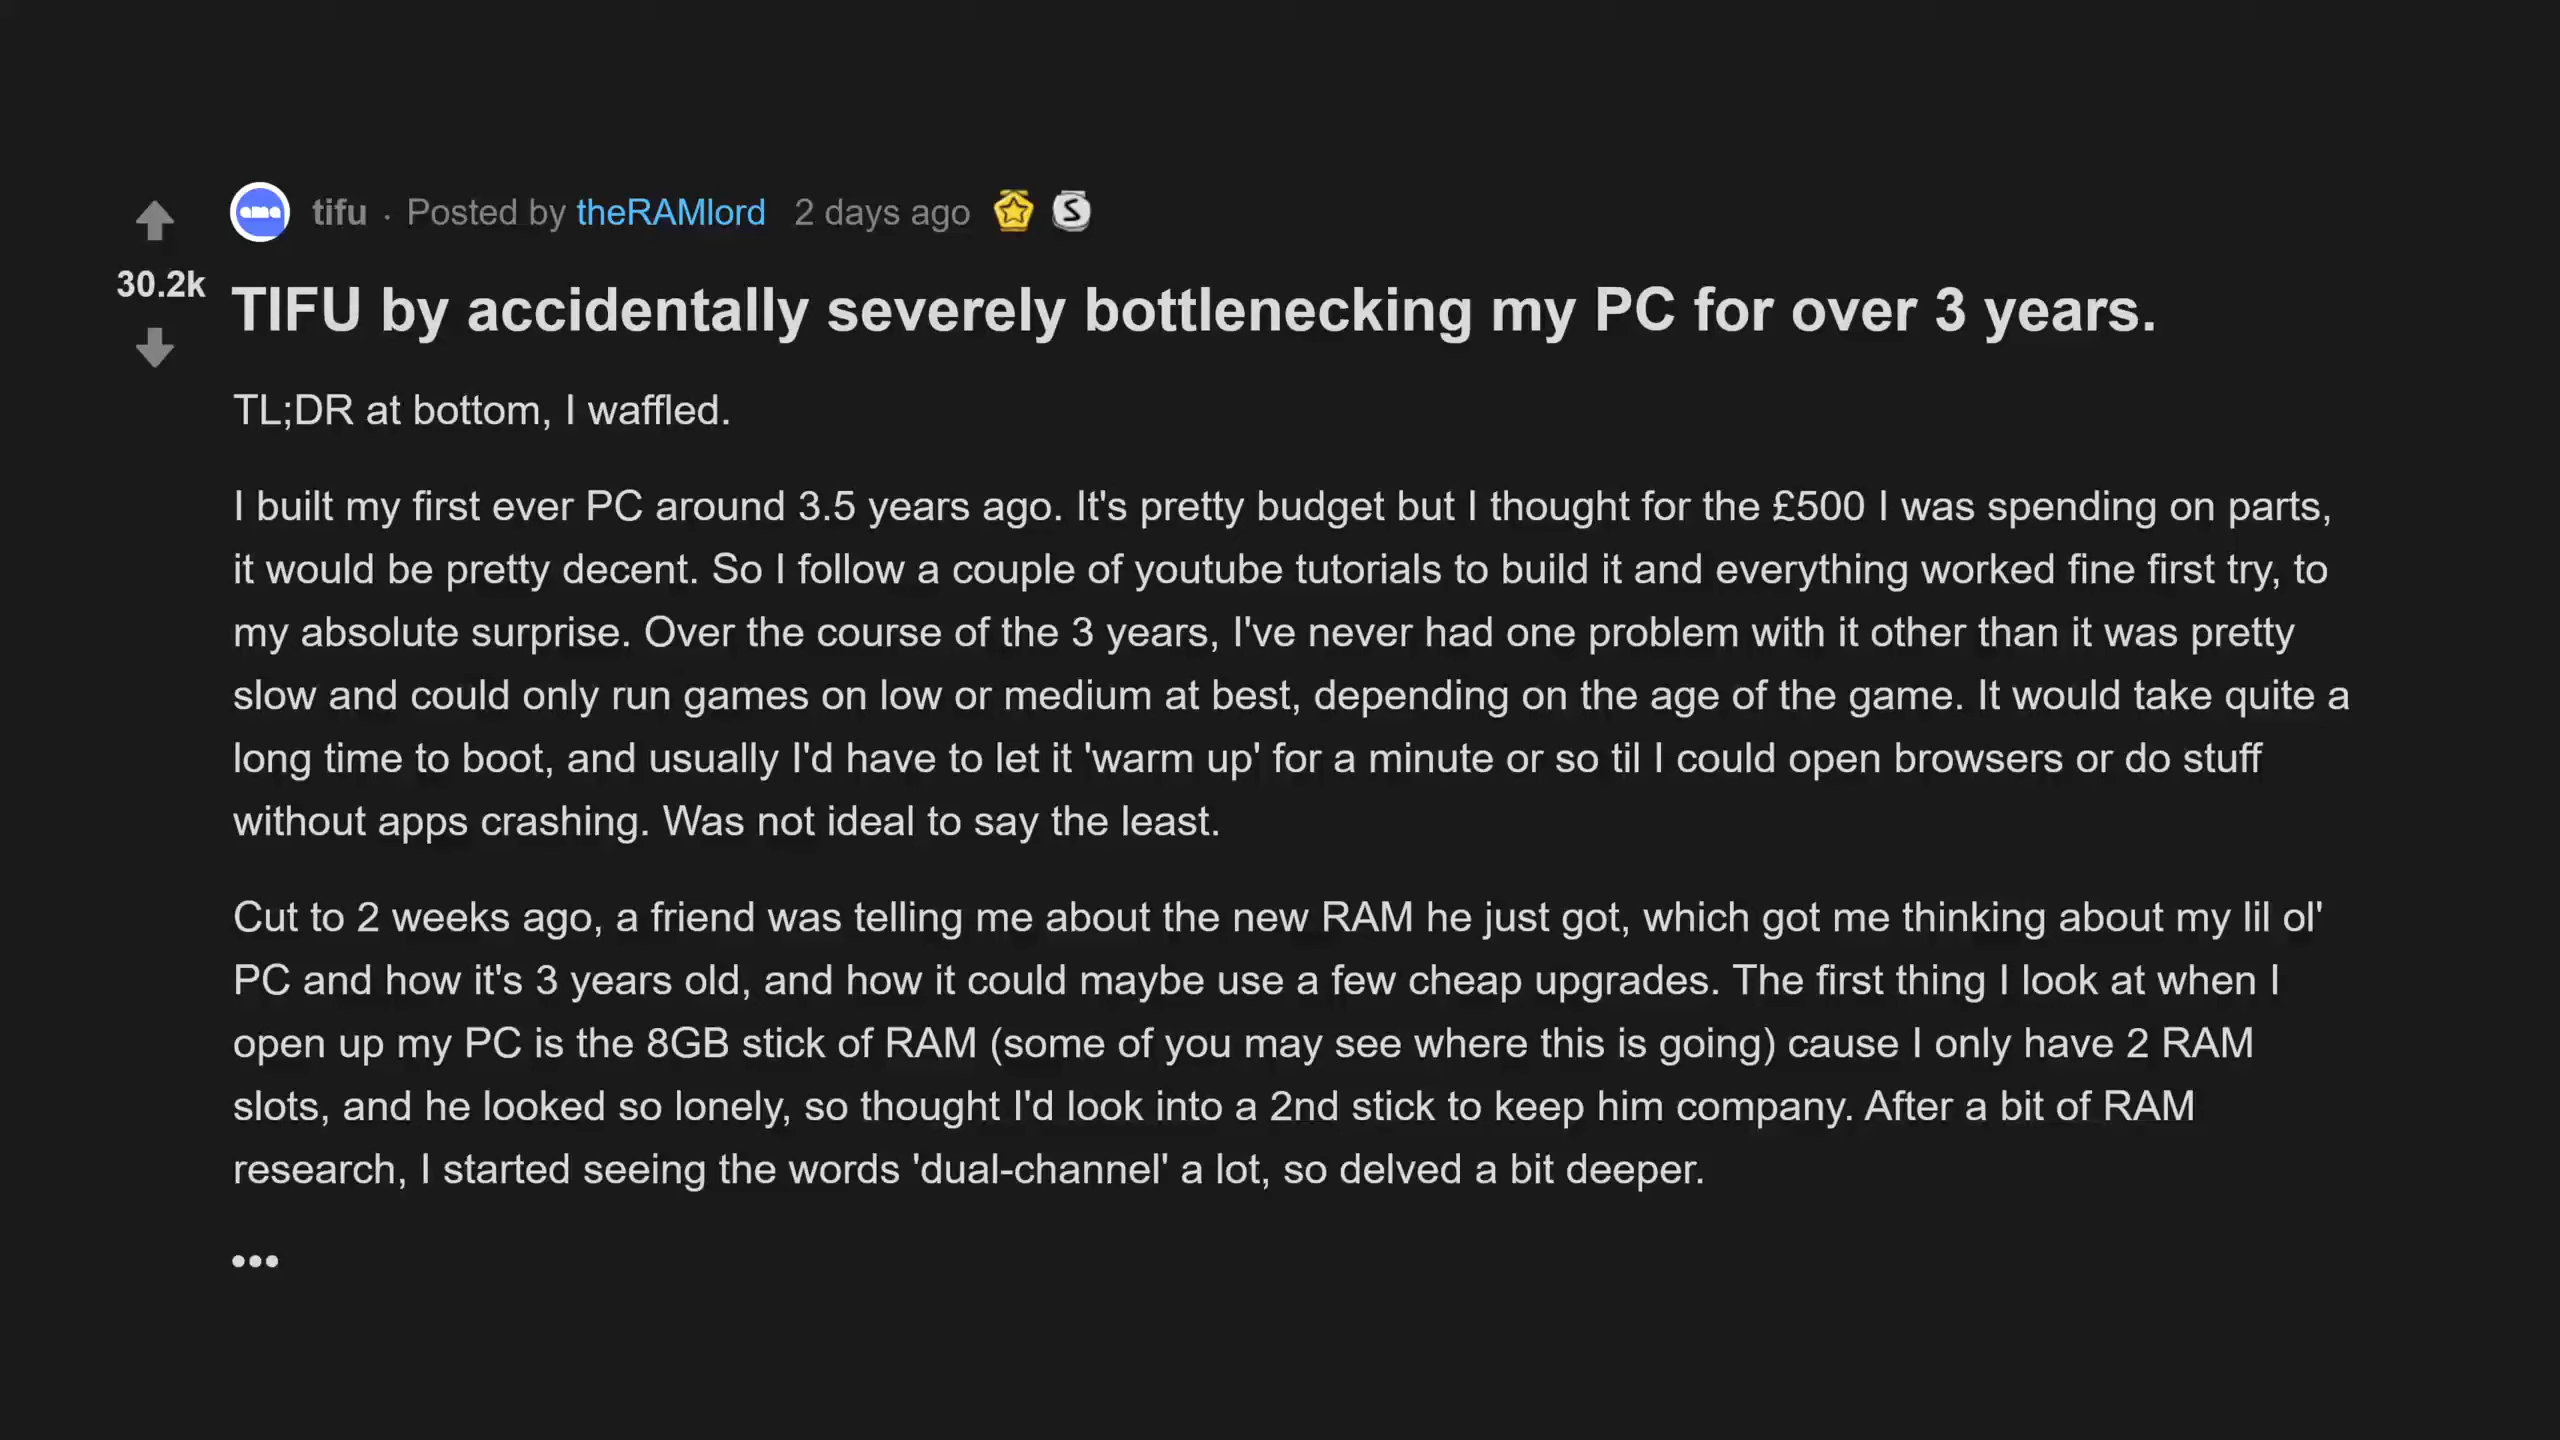 tifu · Posted by theRAMlord 2 days ago
30.2k
TIFU by accidentally severely bottlenecking my PC for over 3 years.
TL;DR at bottom, I waffled.
I built my first ever PC around 3.5 years ago. It's pretty budget but I thought for the £500 I was spending on parts,
it would be pretty decent. So I follow a couple of youtube tutorials to build it and everything worked fine first try, to
my absolute surprise. Over the course of the 3 years, I've never had one problem with it other than it was pretty
slow and could only run games on low or medium at best, depending on the age of the game. It would take quite a
long time to boot, and usually I'd have to let it 'warm up' for a minute or so til I could open browsers or do stuff
without apps crashing. Was not ideal to say the least.
Cut to 2 weeks ago, a friend was telling me about the new RAM he just got, which got me thinking about my lil ol'
PC and how it's 3 years old, and how it could maybe use a few cheap upgrades. The first thing I look at when I
open up my PC is the 8GB stick of RAM (some of you may see where this is going) cause I only have 2 RAM
slots, and he looked so lonely, so thought I'd look into a 2nd stick to keep him company. After a bit of RAM
research, I started seeing the words 'dual-channel' a lot, so delved a bit deeper.
•••